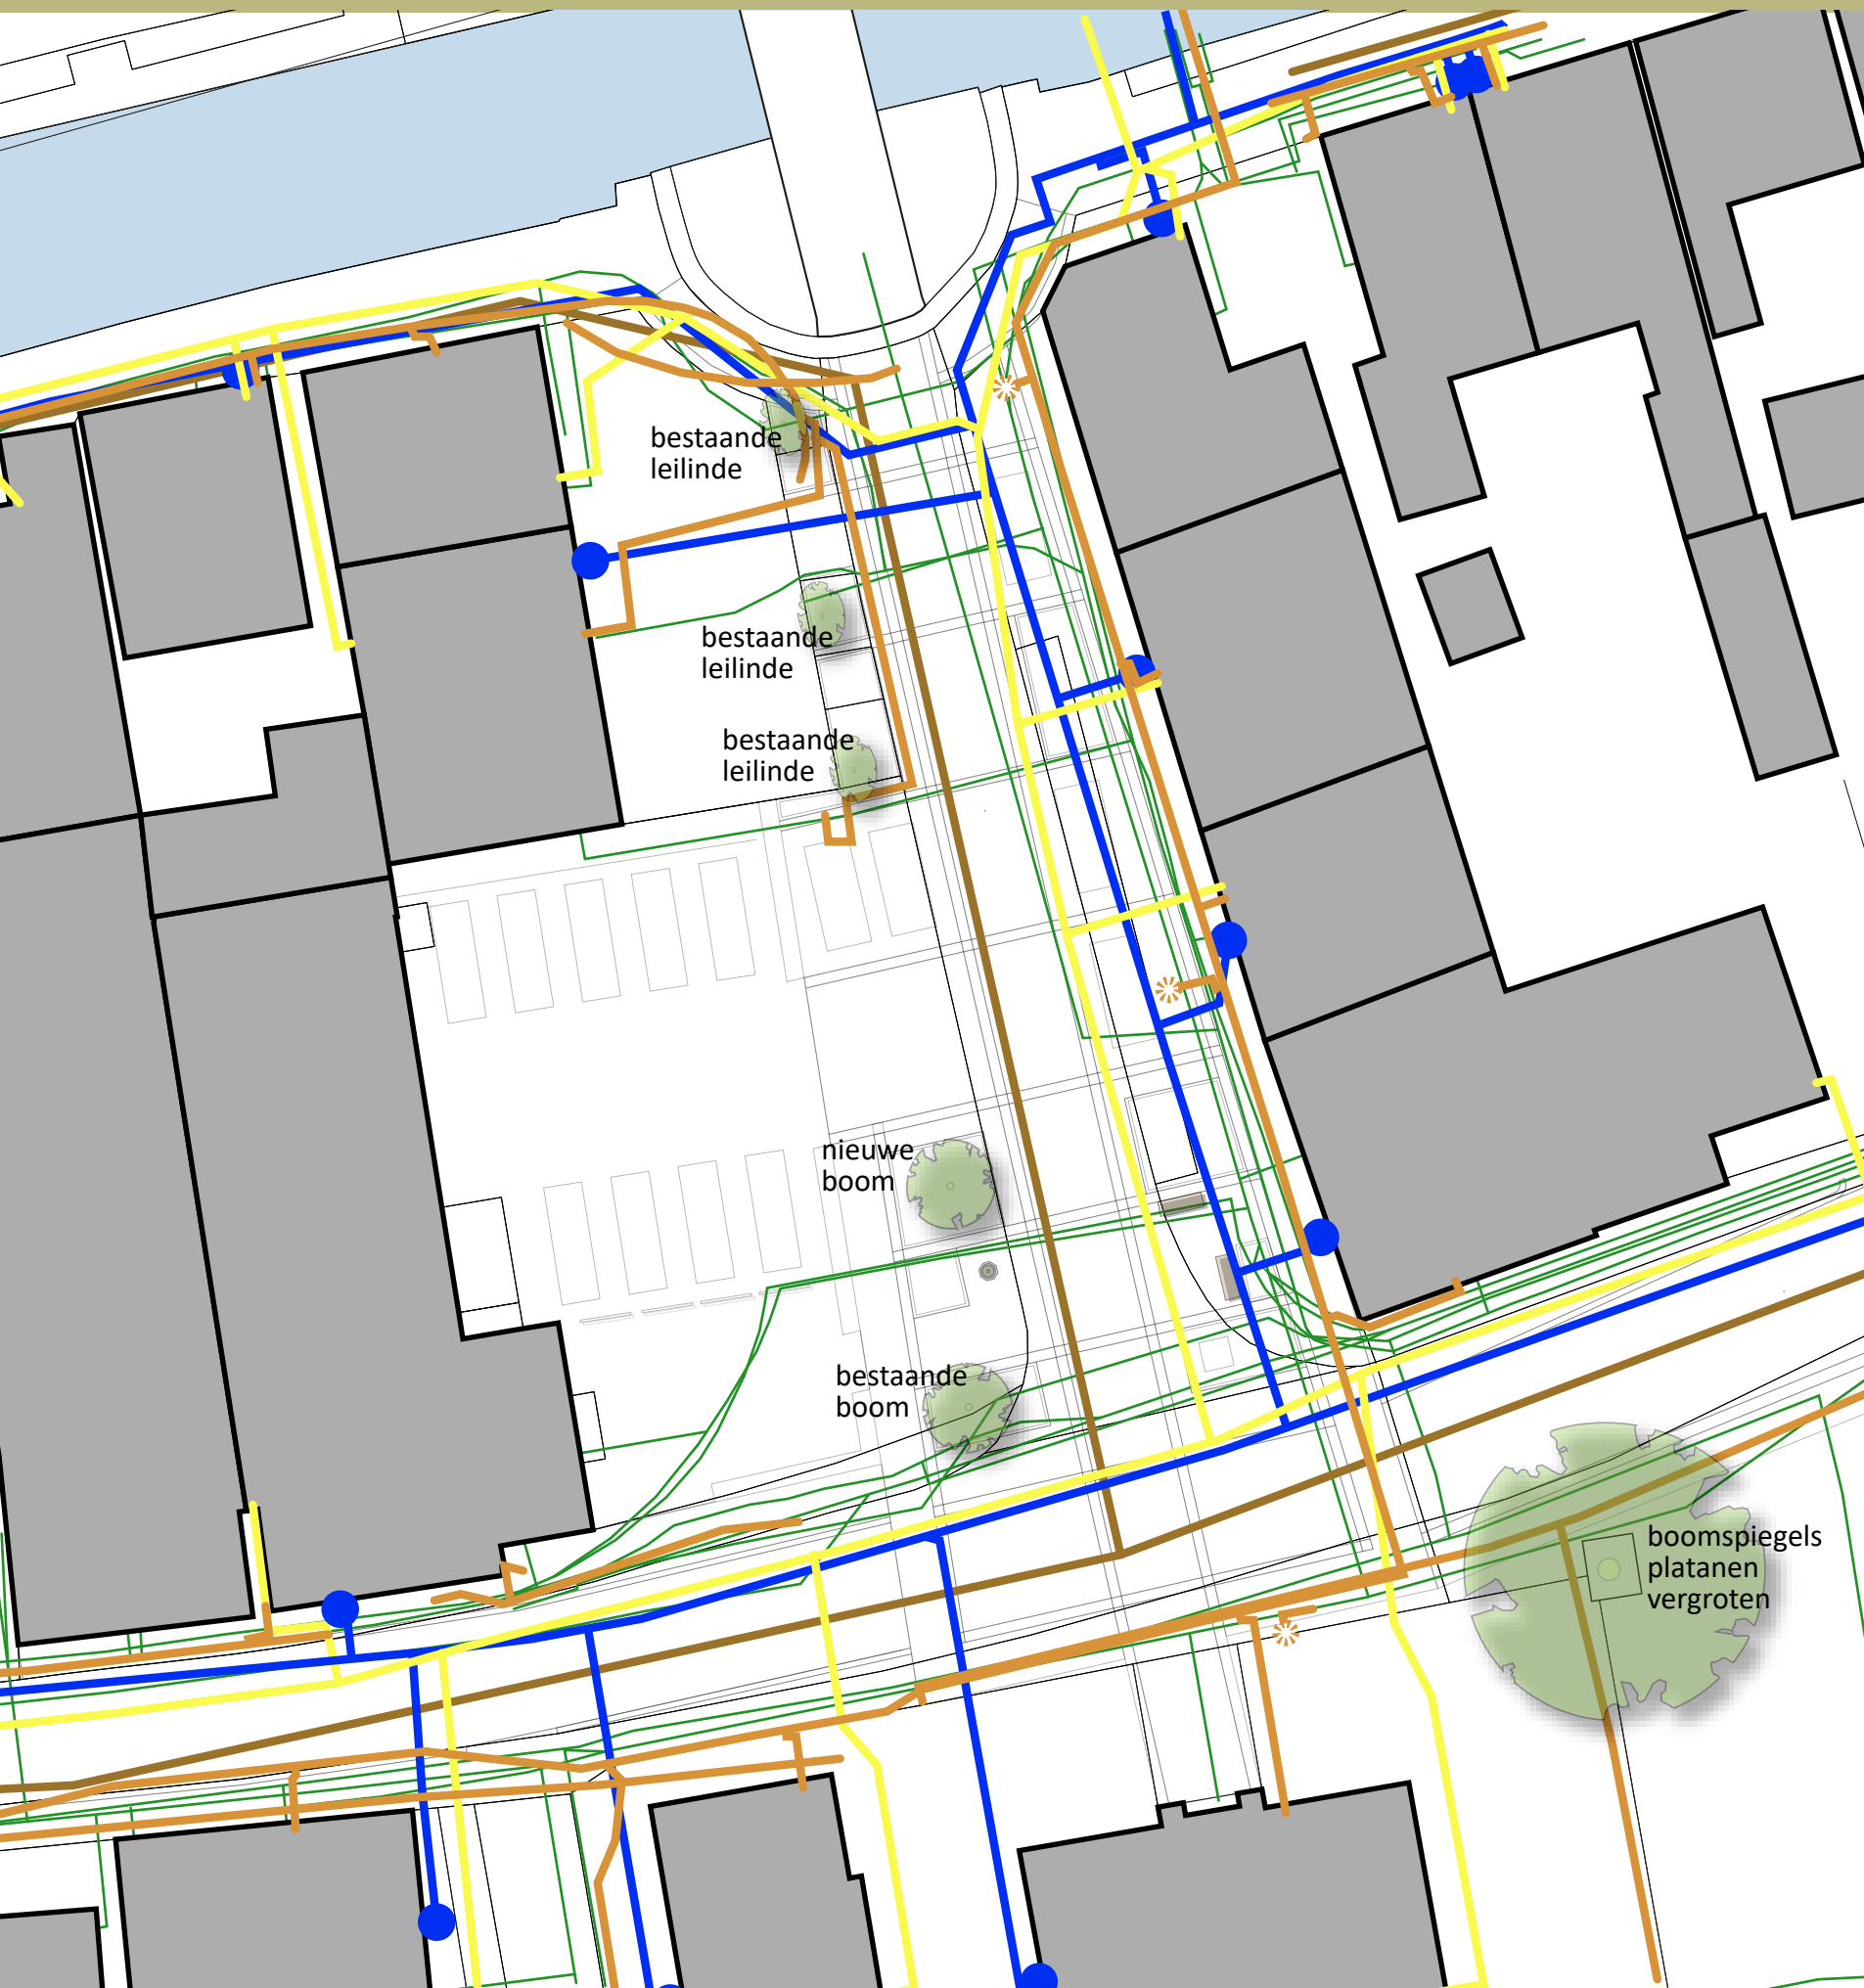 bestaande
leilinde
bestaande
leilinde
bestaande
leilinde
nieuwe
boom
bestaande
boom
boomspiegels
platanen
vergroten